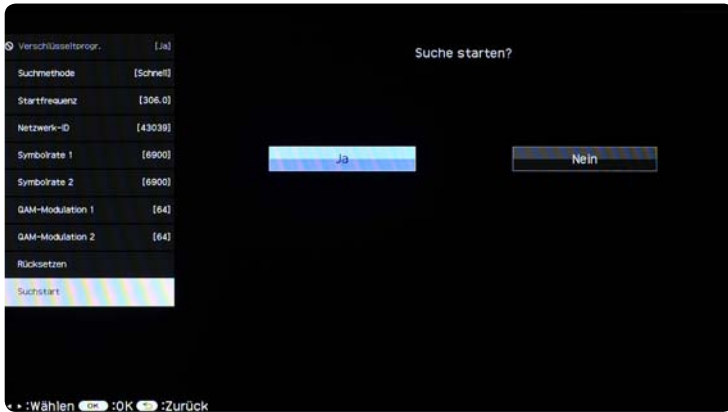 Verschlüsseltprogr. [Ja]
Suche starten?
Suchmethode [Schnell]
Startfrequenz [306.0]
Netzwerk-ID [43039]
Symbolrate 1 [6900]
Ja Nein
Symbolrate 2 [6900]
QAM-Modulation 1 [64]
QAM-Modulation 2 [64]
Rücksetzen
Suchstart
:Wählen OK :OK :Zurück